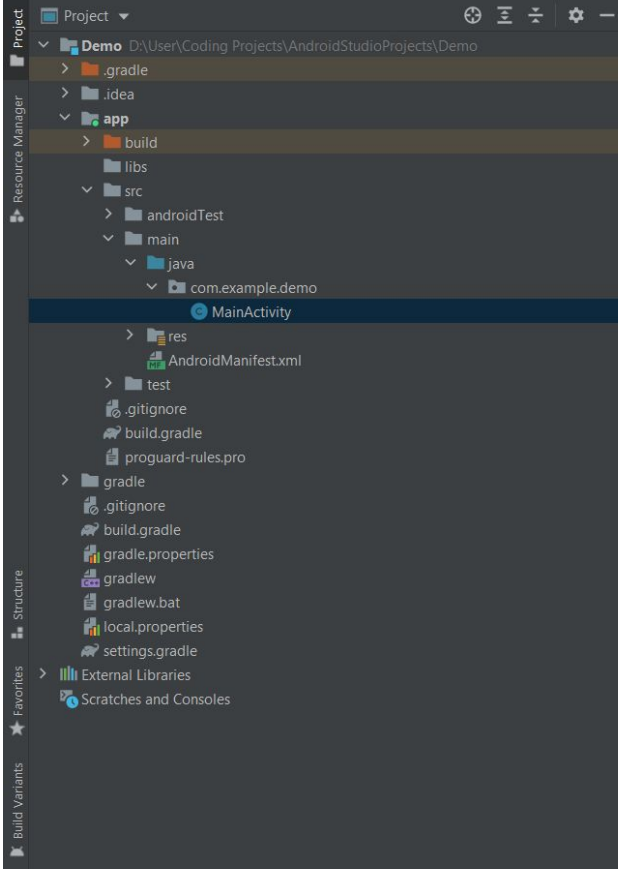 Project
Demo D:\User\Coding Projects\AndroidStudioProjects\Demo
.gradle
.idea
app
build
libs
src
androidTest
main
java
com.example.demo
C MainActivity
res
MF AndroidManifest.xml
test
.gitignore
build.gradle
proguard-rules.pro
gradle
.gitignore
build.gradle
gradle.properties
C++ gradlew
gradlew.bat
local.properties
settings.gradle
External Libraries
Scratches and Consoles
Project
Resource Manager
Structure
Favorites
Build Variants